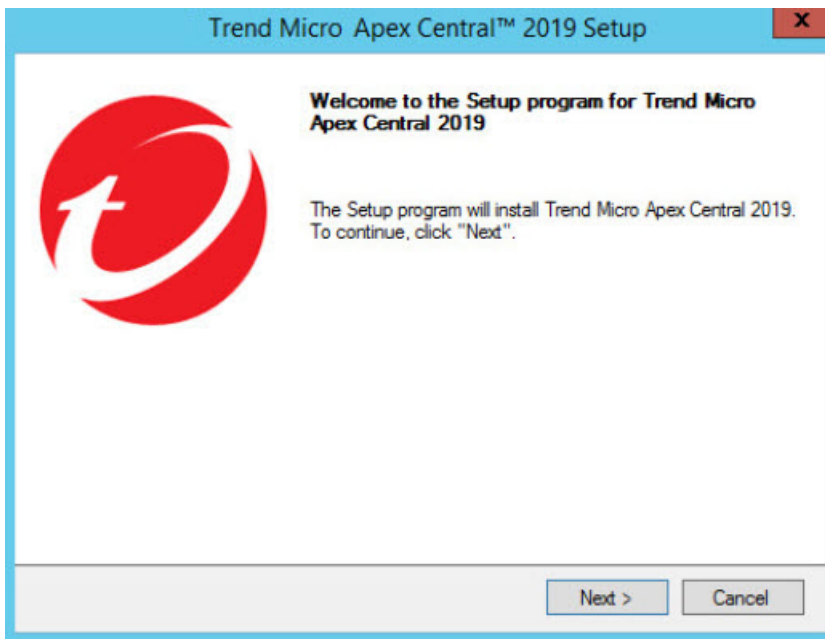 Trend Micro Apex Central™ 2019 Setup
X
Welcome to the Setup program for Trend Micro
Apex Central 2019
The Setup program will install Trend Micro Apex Central 2019.
To continue, click "Next".
Next >
Cancel